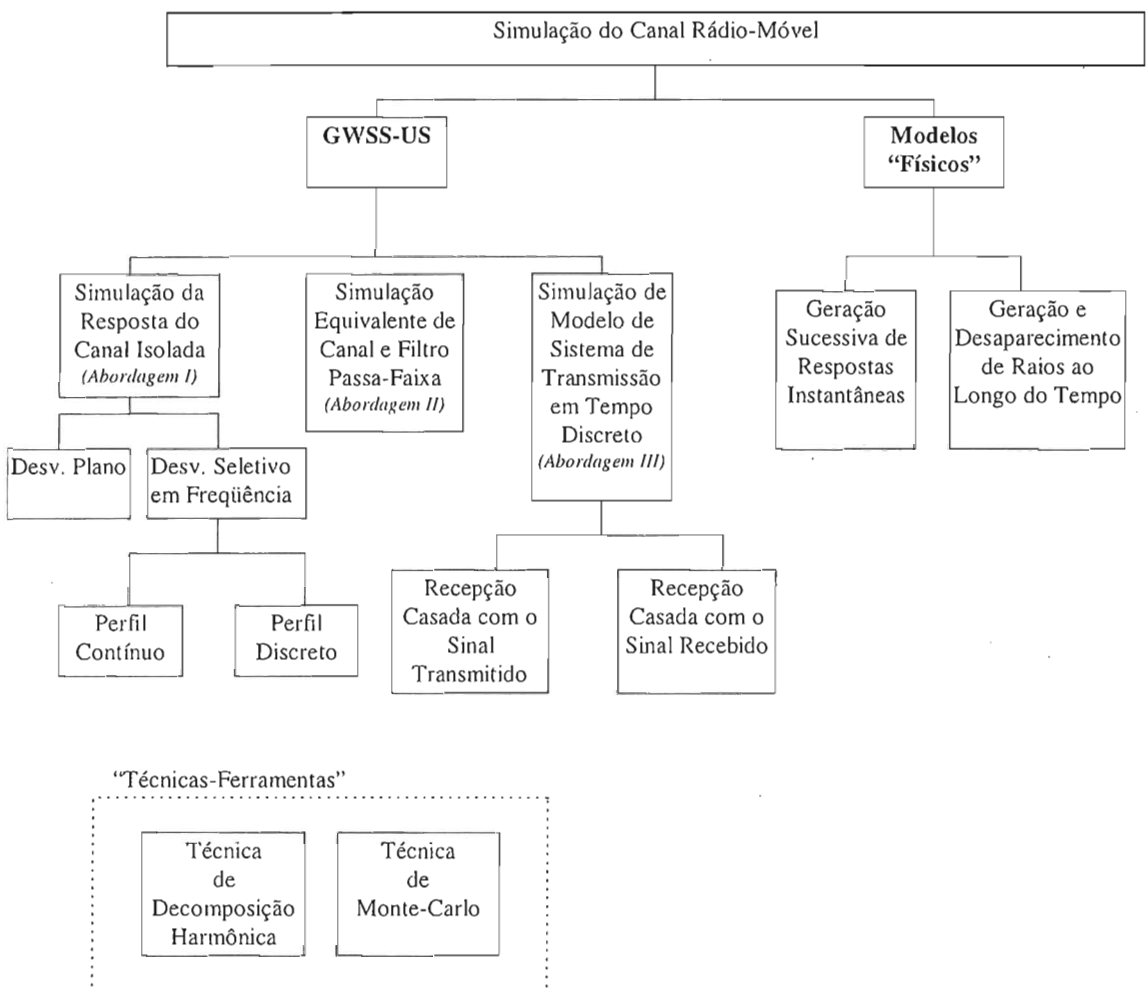 Simulação do Canal Rádio-Móvel
GWSS-US
Modelos
“Físicos”
Simulação da
Resposta do
Canal Isolada
(Abordagem I)
Simulação
Equivalente de
Canal e Filtro
Passa-Faixa
(Abordagem II)
Simulação de
Modelo de
Sistema de
Transmissão
em Tempo
Discreto
(Abordagem III)
Geração
Sucessiva de
Respostas
Instantâneas
Geração e
Desaparecimento
de Raios ao
Longo do Tempo
Desv. Plano
Desv. Seletivo
em Freqüência
Perfil
Contínuo
Perfil
Discreto
Recepção
Casada com o
Sinal
Transmitido
Recepção
Casada com o
Sinal Recebido
“Técnicas-Ferramentas”
Técnica
de
Decomposição
Harmônica
Técnica
de
Monte-Carlo